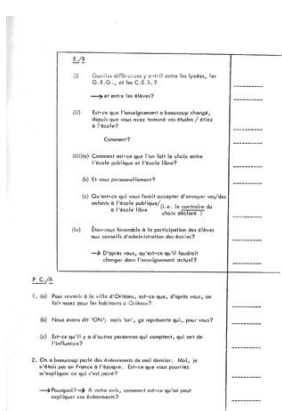 E./B
(i) Quelles différences y a-t-il entre les lycées, les
C.E.G., et les C.E.S.?
→ et entre les élèves?
(ii) Est-ce que l'enseignement a beaucoup changé,
depuis que vous avez terminé vos études / étiez
à l'école?
Comment?
(iii)(a) Comment est-ce que l'on fait le choix entre
l'école publique et l'école libre?
(b) Et vous personnellement?
(c) Qu'est-ce qui vous ferait accepter d'envoyer vos/des
enfants à l'école publique/ (i.e. le contraire du
à l'école libre choix déclaré )
(iv) Êtes-vous favorable à la participation des élèves
aux conseils d'administration des écoles?
→ D'après vous, qu'est-ce qu'il faudrait
changer dans l'enseignement actuel?
P C./A
1. (a) Pour revenir à la ville d'Orléans, est-ce que, d'après vous, on
fait assez pour les habitants à Orléans?
(b) Nous avons dit 'ON'; mais 'on', ça représente qui, pour vous?
(c) Est-ce qu'il y a d'autres personnes qui comptent, qui ont de
l'influence?
2. On a beaucoup parlé des événements de mai dernier. Moi, je
n'étais pas en France à l'époque. Est-ce que vous pourriez
m'expliquer ce qui s'est passé?
→ Pourquoi? → A votre avis, comment est-ce qu'on peut
expliquer ces événements?